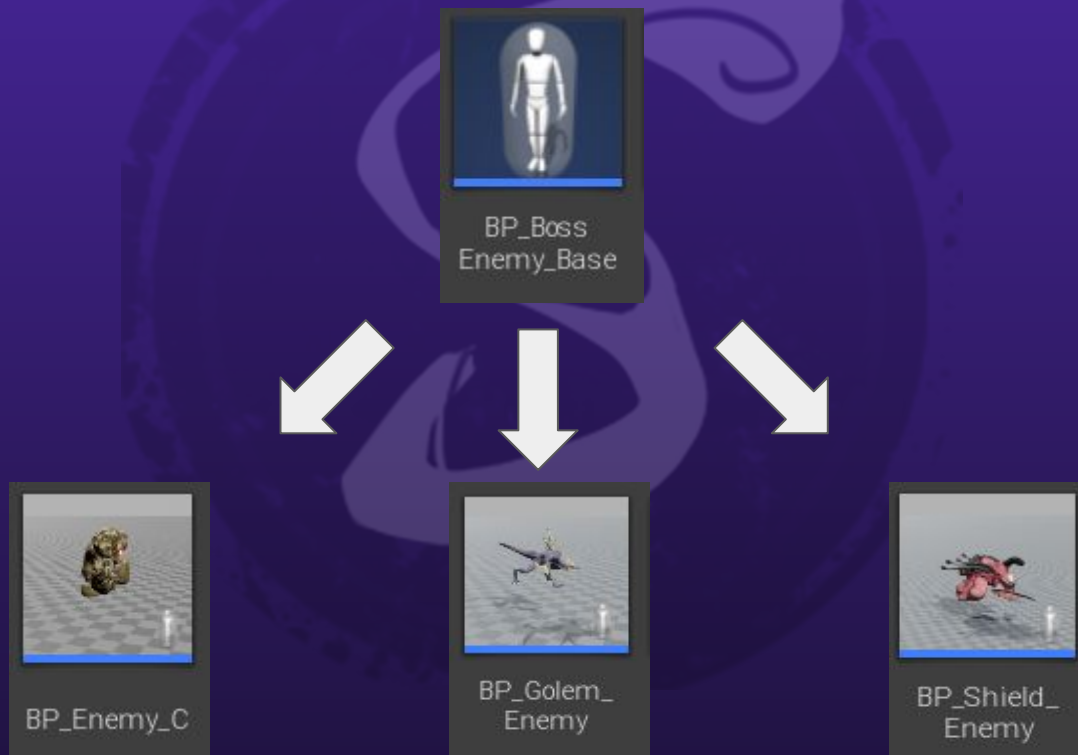 BP_Boss
Enemy_Base
BP_Enemy_C
BP_Golem_
Enemy
BP_Shield_
Enemy